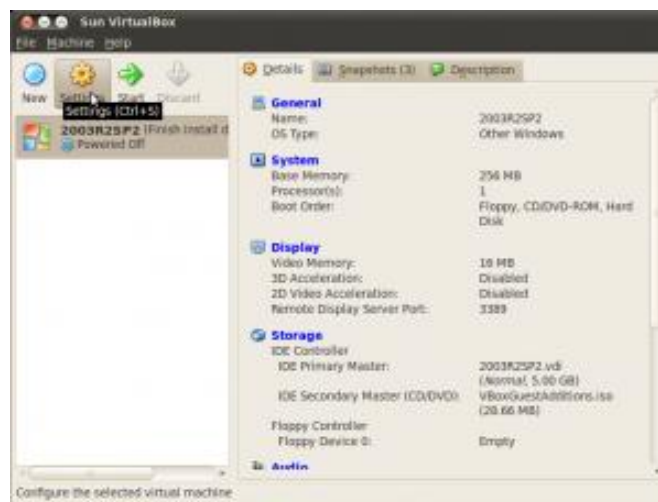 Sun VirtualBox
File Machine Help
New Settings Start Discard
Settings (Ctrl+S)
2003R2SP2 (Finish Install d
Powered Off
Details Snapshots (3) Description
General
Name: 2003R2SP2
OS Type: Other Windows
System
Base Memory: 256 MB
Processor(s): 1
Boot Order: Floppy, CD/DVD-ROM, Hard
Disk
Display
Video Memory: 16 MB
3D Acceleration: Disabled
2D Video Acceleration: Disabled
Remote Display Server Port: 3389
Storage
IDE Controller
IDE Primary Master: 2003R2SP2.vdi
(Normal, 5.00 GB)
IDE Secondary Master (CD/DVD): VBoxGuestAdditions.iso
(28.66 MB)
Floppy Controller
Floppy Device 0: Empty
Audio
Configure the selected virtual machine